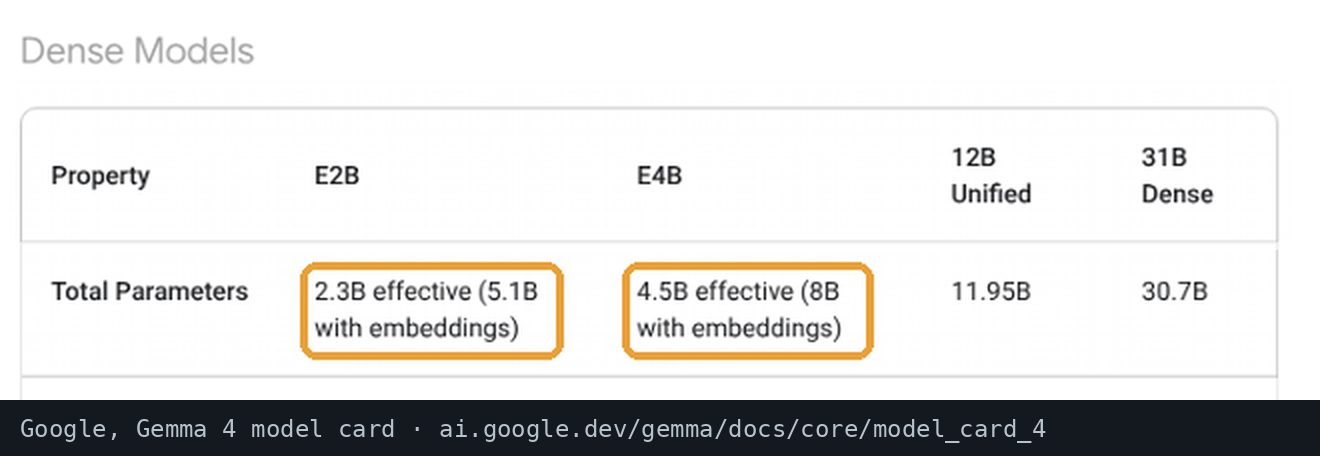 Dense Models
Property E2B E4B 12B Unified 31B Dense
Total Parameters 2.3B effective (5.1B with embeddings) 4.5B effective (8B with embeddings) 11.95B 30.7B
Google, Gemma 4 model card · ai.google.dev/gemma/docs/core/model_card_4